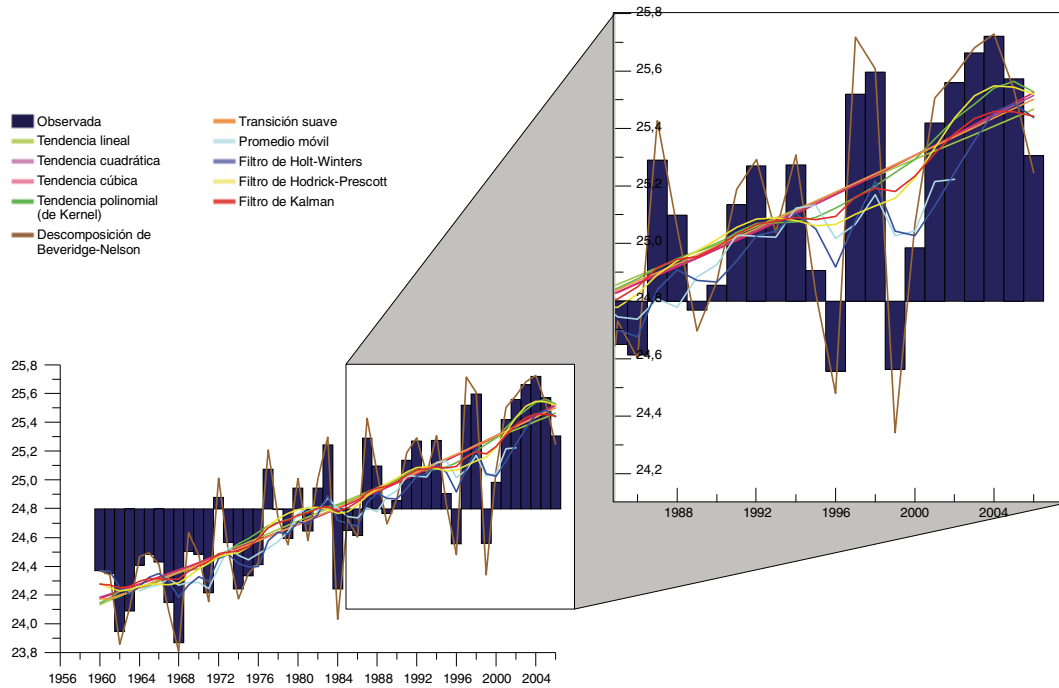 Observada
Tendencia lineal
Tendencia cuadrática
Tendencia cúbica
Tendencia polinomial
(de Kernel)
Descomposición de
Beveridge-Nelson
Transición suave
Promedio móvil
Filtro de Holt-Winters
Filtro de Hodrick-Prescott
Filtro de Kalman
25,8
25,6
25,4
25,2
25,0
24,8
24,6
24,4
24,2
1988 1992 1996 2000 2004
25,8
25,6
25,4
25,2
25,0
24,8
24,6
24,4
24,2
24,0
23,8
1956 1960 1964 1968 1972 1976 1980 1984 1988 1992 1996 2000 2004